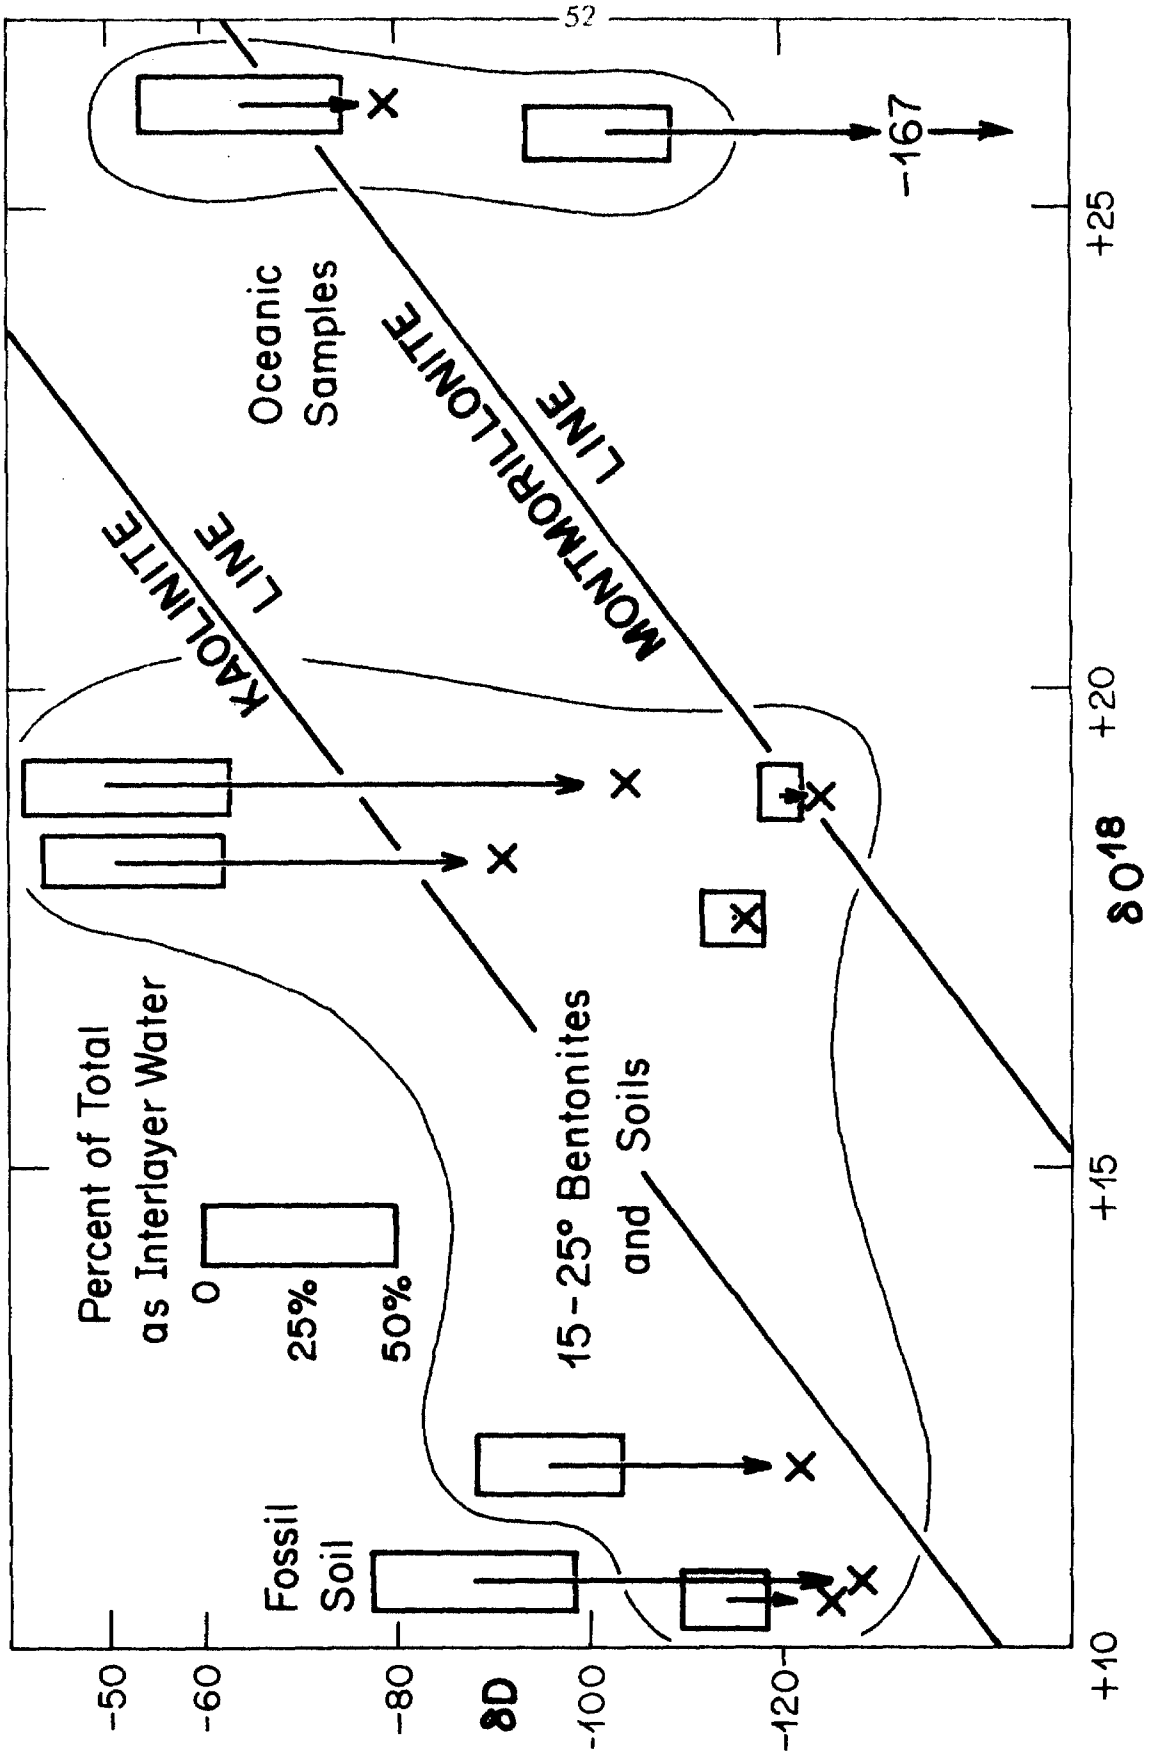 52
Percent of Total
as Interlayer Water
0
25%
50%
KAOLINITE
LINE
Oceanic
Samples
MONTMORILLONITE
LINE
Fossil
Soil
15-25° Bentonites
and Soils
-167
-50
-60
-80
δD
-100
-120
+10
+15
+20
+25
δO¹⁸